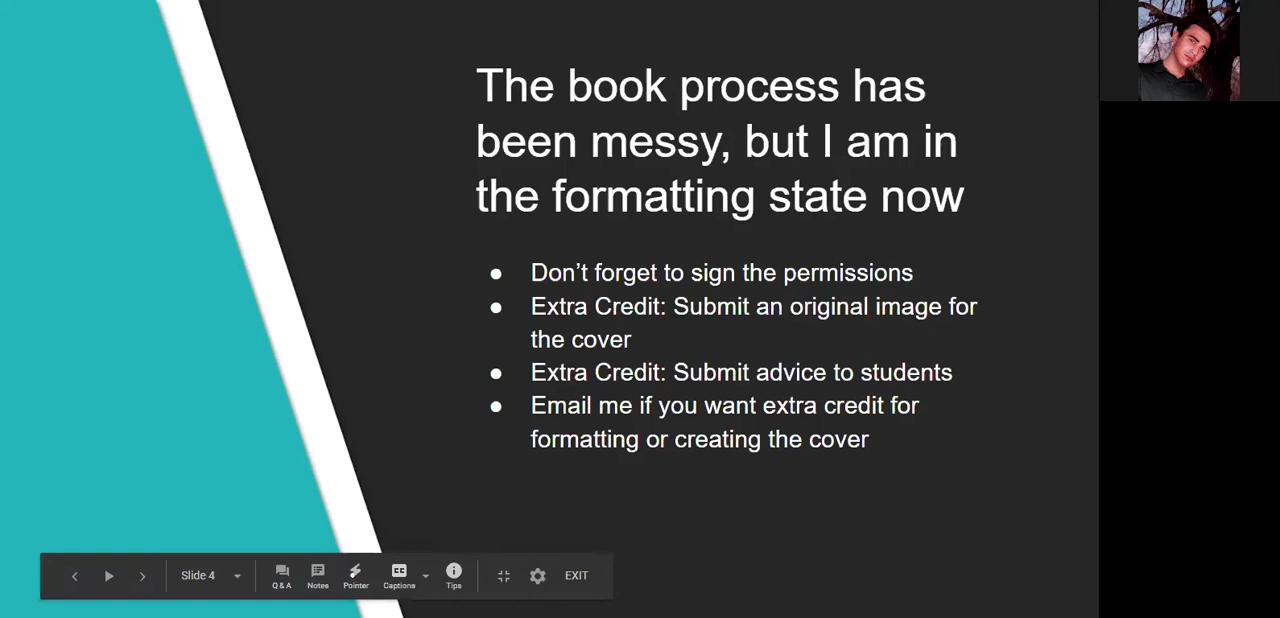 The book process has
been messy, but I am in
the formatting state now
● Don’t forget to sign the permissions
● Extra Credit: Submit an original image for
the cover
● Extra Credit: Submit advice to students
● Email me if you want extra credit for
formatting or creating the cover
Slide 4
Q & A
Notes
Pointer
Captions
Tips
EXIT